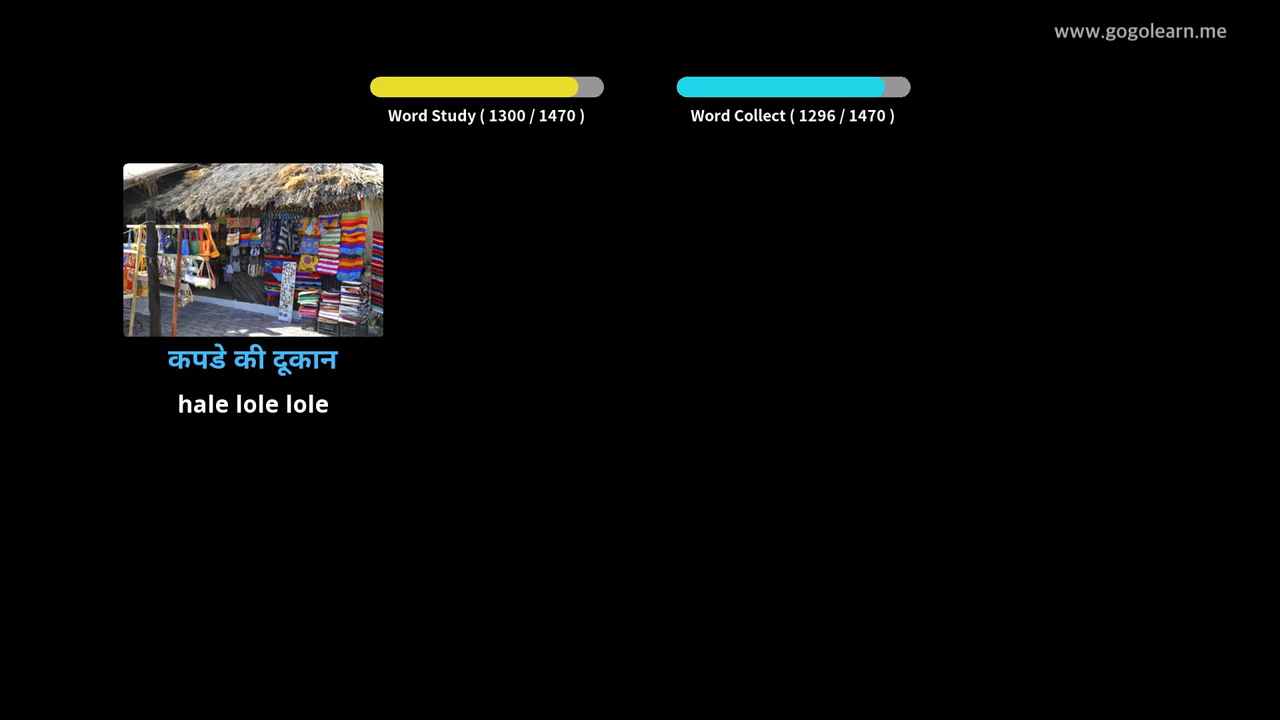 www.gogolearn.me
Word Study ( 1300 / 1470 )
Word Collect ( 1296 / 1470 )
कपडे की दूकान
hale lole lole